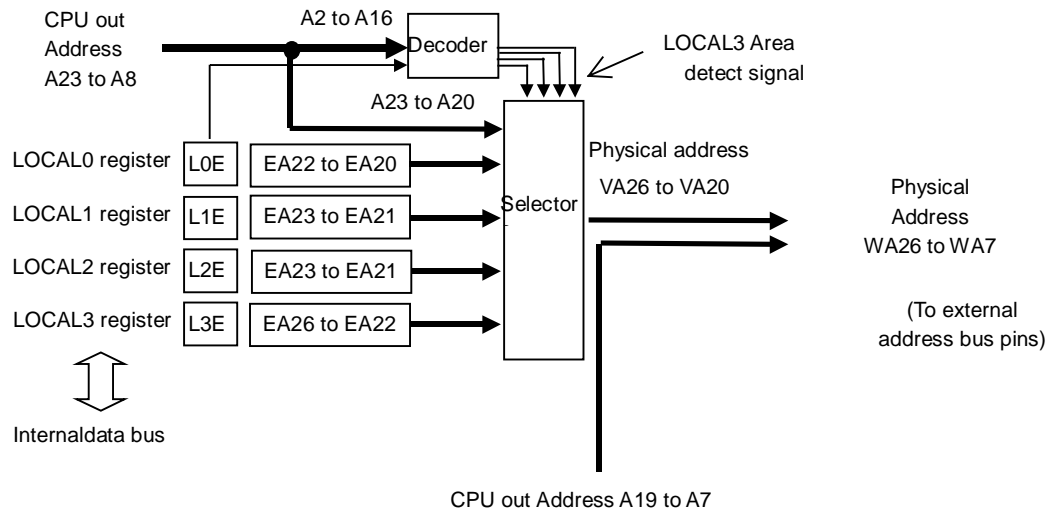 CPU out
Address
A23 to A8
A2 to A16
Decoder
LOCAL3 Area
detect signal
A23 to A20
LOCAL0 register
L0E
EA22 to EA20
LOCAL1 register
L1E
EA23 to EA21
LOCAL2 register
L2E
EA23 to EA21
LOCAL3 register
L3E
EA26 to EA22
Selector
Physical address
VA26 to VA20
Physical
Address
WA26 to WA7
(To external
address bus pins)
Internaldata bus
CPU out Address A19 to A7